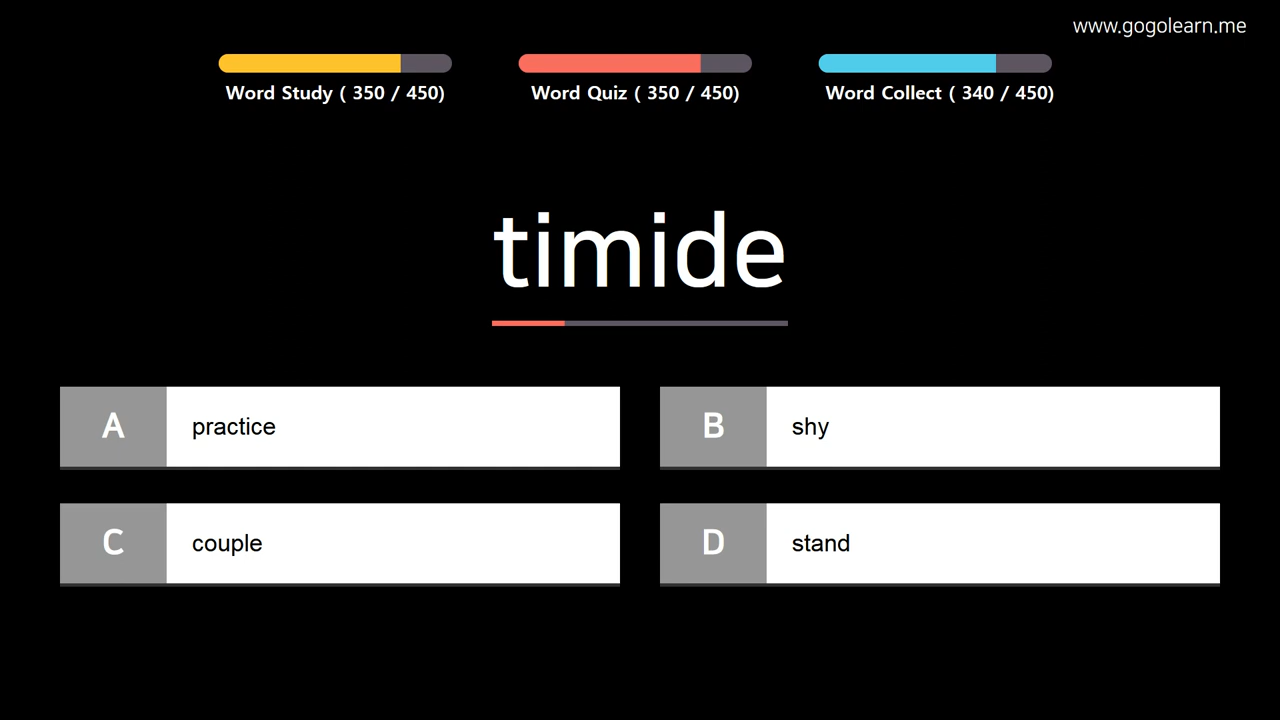 www.gogolearn.me
Word Study ( 350 / 450)
Word Quiz ( 350 / 450)
Word Collect ( 340 / 450)
timide
A practice
B shy
C couple
D stand